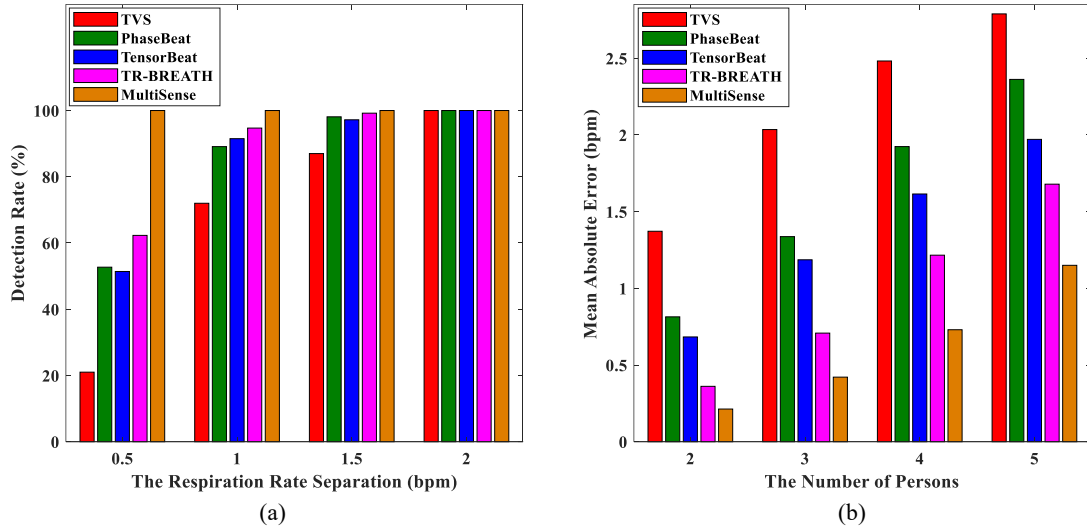 TVS
PhaseBeat
TensorBeat
TR-BREATH
MultiSense
100
80
60
40
20
0
Detection Rate (%)
0.5 1 1.5 2
The Respiration Rate Separation (bpm)
(a)
TVS
PhaseBeat
TensorBeat
TR-BREATH
MultiSense
2.5
2
1.5
1
0.5
0
Mean Absolute Error (bpm)
2 3 4 5
The Number of Persons
(b)